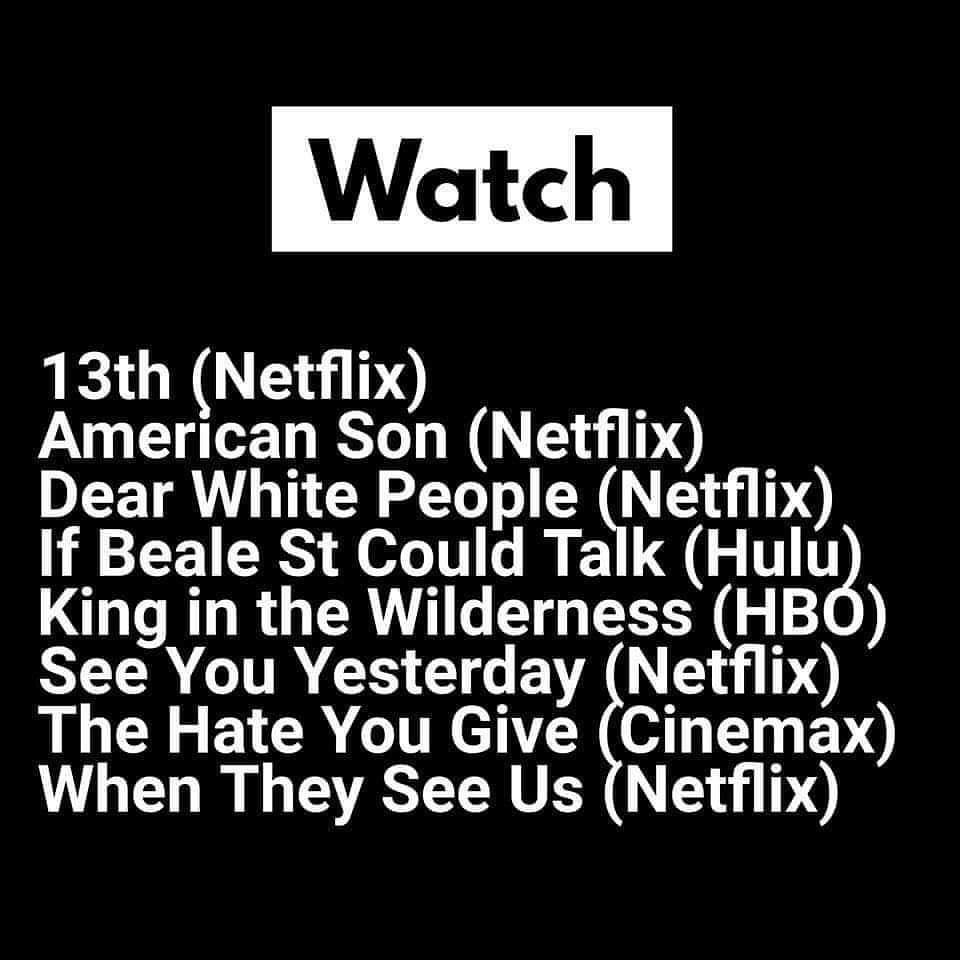 Watch
13th (Netflix)
American Son (Netflix)
Dear White People (Netflix)
If Beale St Could Talk (Hulu)
King in the Wilderness (HBO)
See You Yesterday (Netflix)
The Hate You Give (Cinemax)
When They See Us (Netflix)